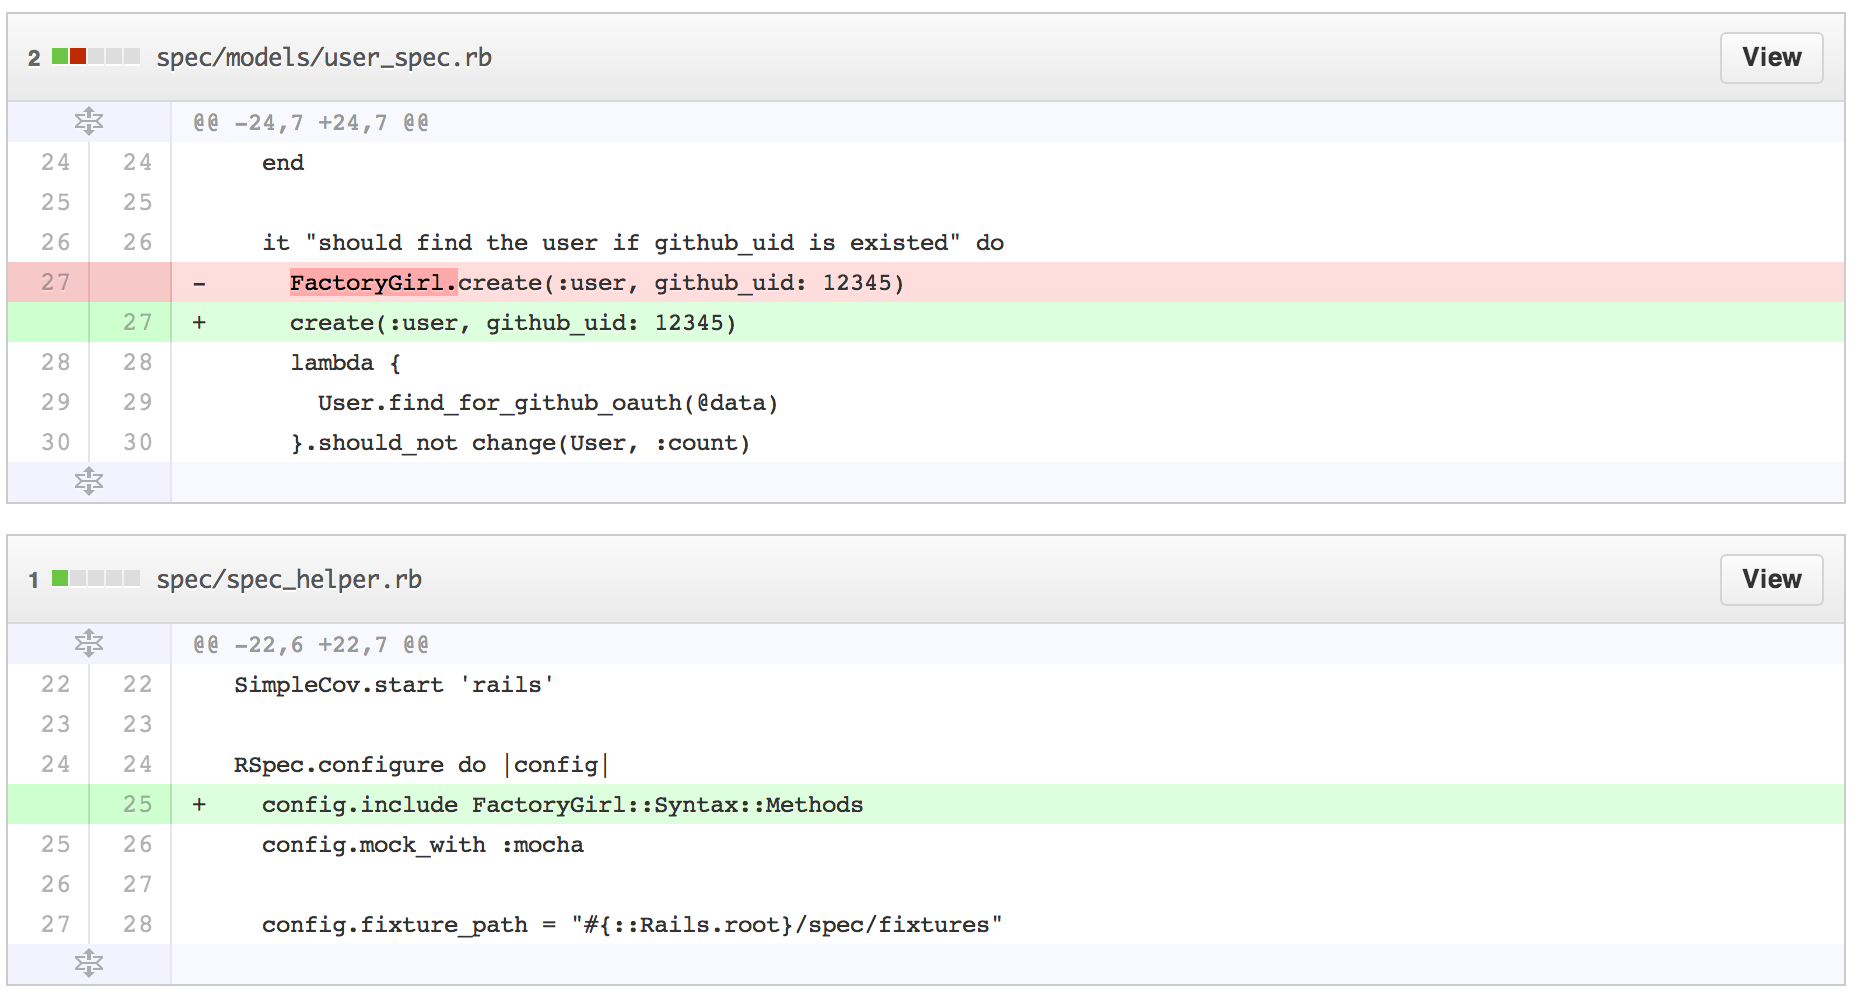 2 spec/models/user_spec.rb View
@@ -24,7 +24,7 @@
24 24 end
25 25
26 26 it "should find the user if github_uid is existed" do
27 - FactoryGirl.create(:user, github_uid: 12345)
27 + create(:user, github_uid: 12345)
28 28 lambda {
29 29 User.find_for_github_oauth(@data)
30 30 }.should_not change(User, :count)
1 spec/spec_helper.rb View
@@ -22,6 +22,7 @@
22 22 SimpleCov.start 'rails'
23 23
24 24 RSpec.configure do |config|
25 + config.include FactoryGirl::Syntax::Methods
25 26 config.mock_with :mocha
26 27
27 28 config.fixture_path = "#{::Rails.root}/spec/fixtures"